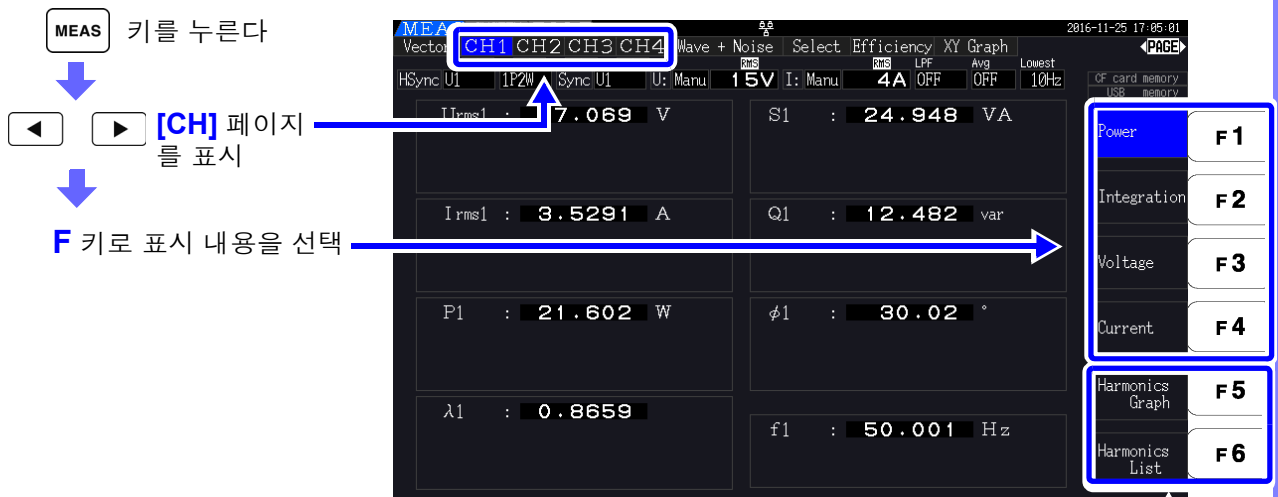 MEAS 키를 누른다
[CH] 페이지
를 표시
F 키로 표시 내용을 선택
2016-11-25 17:05:01
CH1 CH2 CH3 CH4 Wave + Noise Select Efficiency XY Graph
PAGE
RMS RMS LPF Avg Lowest
HSync U1 1P2W Sync U1 U: Manu 15V I: Manu 4A OFF OFF 10Hz
CF card memory
USB memory
Urms1 : 7.069 V
S1 : 24.948 VA
Irms1 : 3.5291 A
Q1 : 12.482 var
P1 : 21.602 W
φ1 : 30.02 °
λ1 : 0.8659
f1 : 50.001 Hz
Power F1
Integration F2
Voltage F3
Current F4
Harmonics
Graph F5
Harmonics
List F6